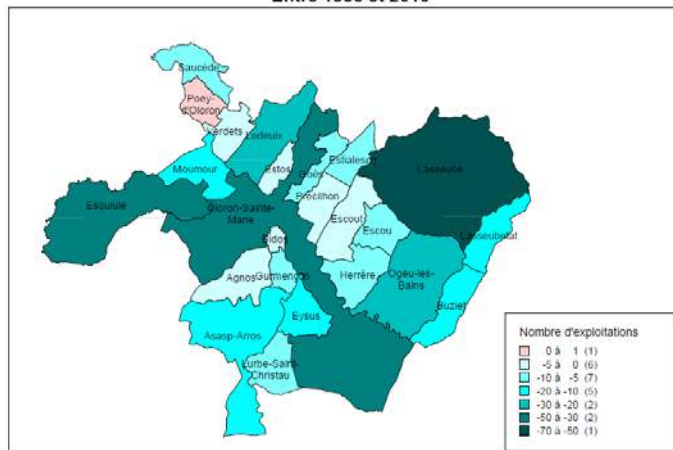 Saucède
Poey-
d'Oloron
Verdets
Ledeuix
Estos
Moumour
Goès
Estialescq
Lasseube
Précilhon
Esquiule
Oloron-Sainte-
Marie
Escout
Escou
Lasseubetat
Bidos
Agnos
Gurmençon
Herrère
Ogeu-les-
Bains
Buziet
Eysus
Asasp-Arros
Lurbe-Saint-
Christau
Nombre d'exploitations
0 à 1 (1)
-5 à 0 (6)
-10 à -5 (7)
-20 à -10 (5)
-30 à -20 (2)
-50 à -30 (2)
-70 à -50 (1)